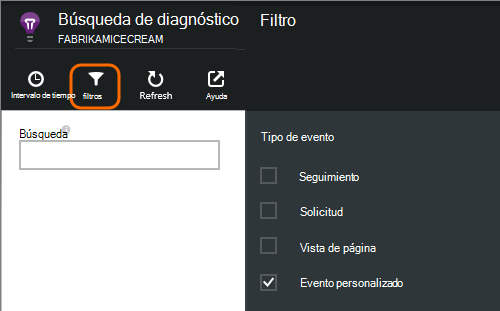 Búsqueda de diagnóstico
FABRIKAMICECREAM
Intervalo de tiempo
filtros
Refresh
Ayuda
Búsqueda
Filtro
Tipo de evento
Seguimiento
Solicitud
Vista de página
Evento personalizado